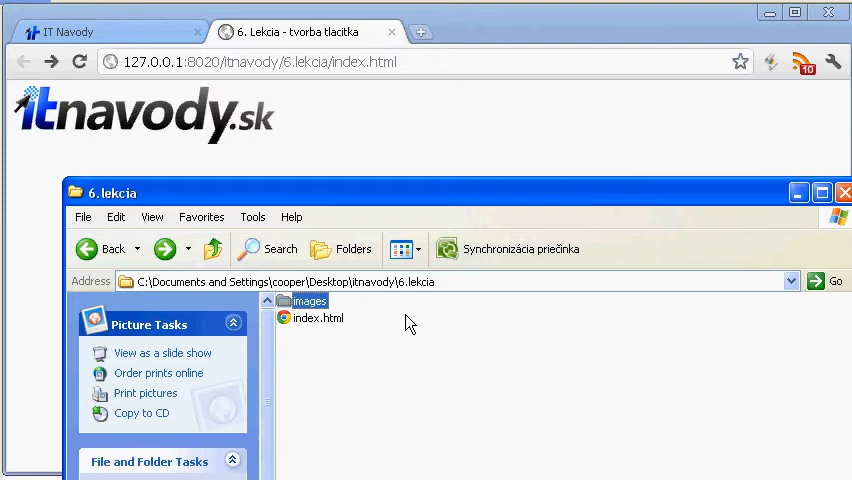 IT Navody
6. Lekcia - tvorba tlacitka
127.0.0.1:8020/itnavody/6.lekcia/index.html
10
itnavody.sk
6.lekcia
File Edit View Favorites Tools Help
Back Search Folders Synchronizácia priečinka
Address C:\Documents and Settings\cooper\Desktop\itnavody\6.lekcia Go
images
index.html
Picture Tasks
View as a slide show
Order prints online
Print pictures
Copy to CD
File and Folder Tasks